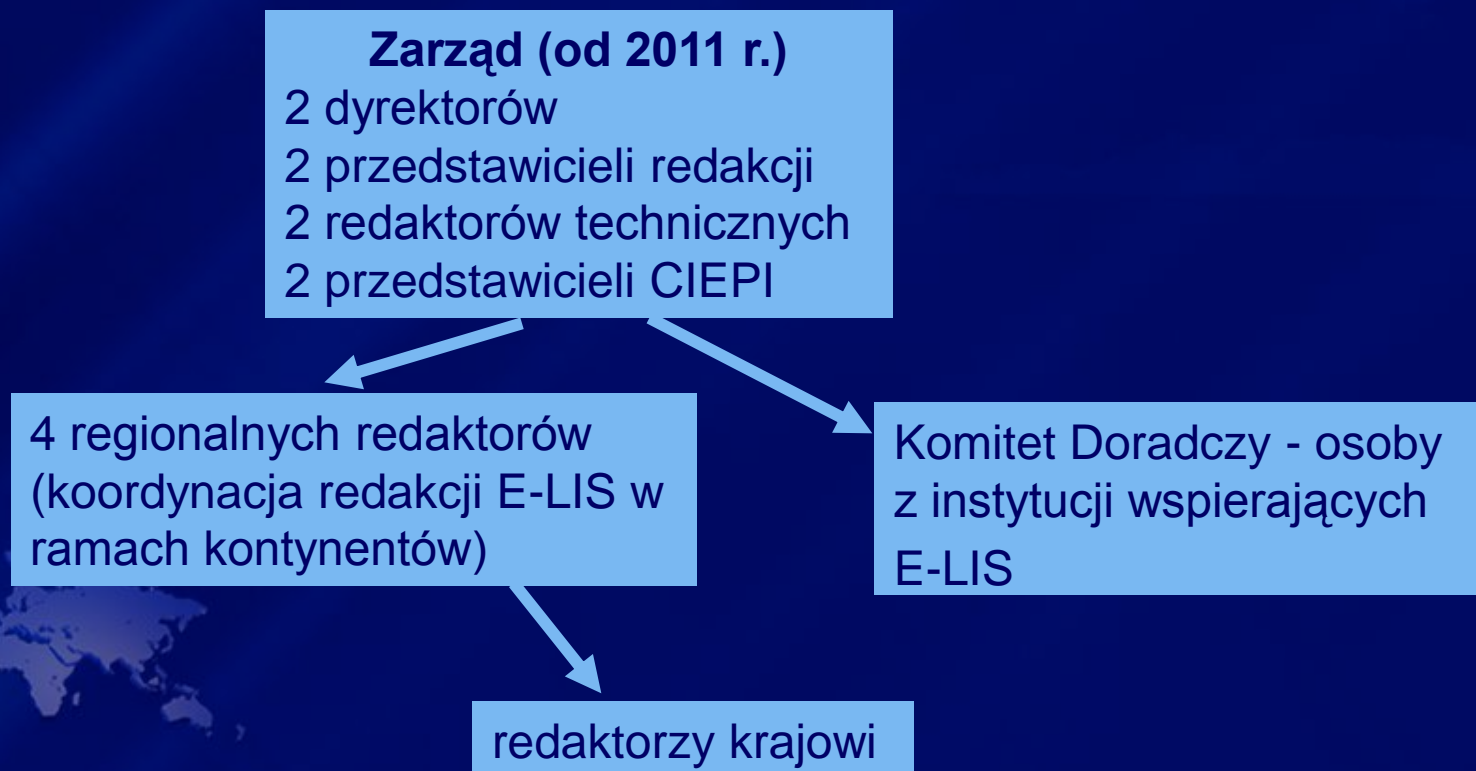 Zarząd (od 2011 r.)
2 dyrektorów
2 przedstawicieli redakcji
2 redaktorów technicznych
2 przedstawicieli CIEPI
4 regionalnych redaktorów
(koordynacja redakcji E-LIS w
ramach kontynentów)
Komitet Doradczy - osoby
z instytucji wspierających
E-LIS
redaktorzy krajowi